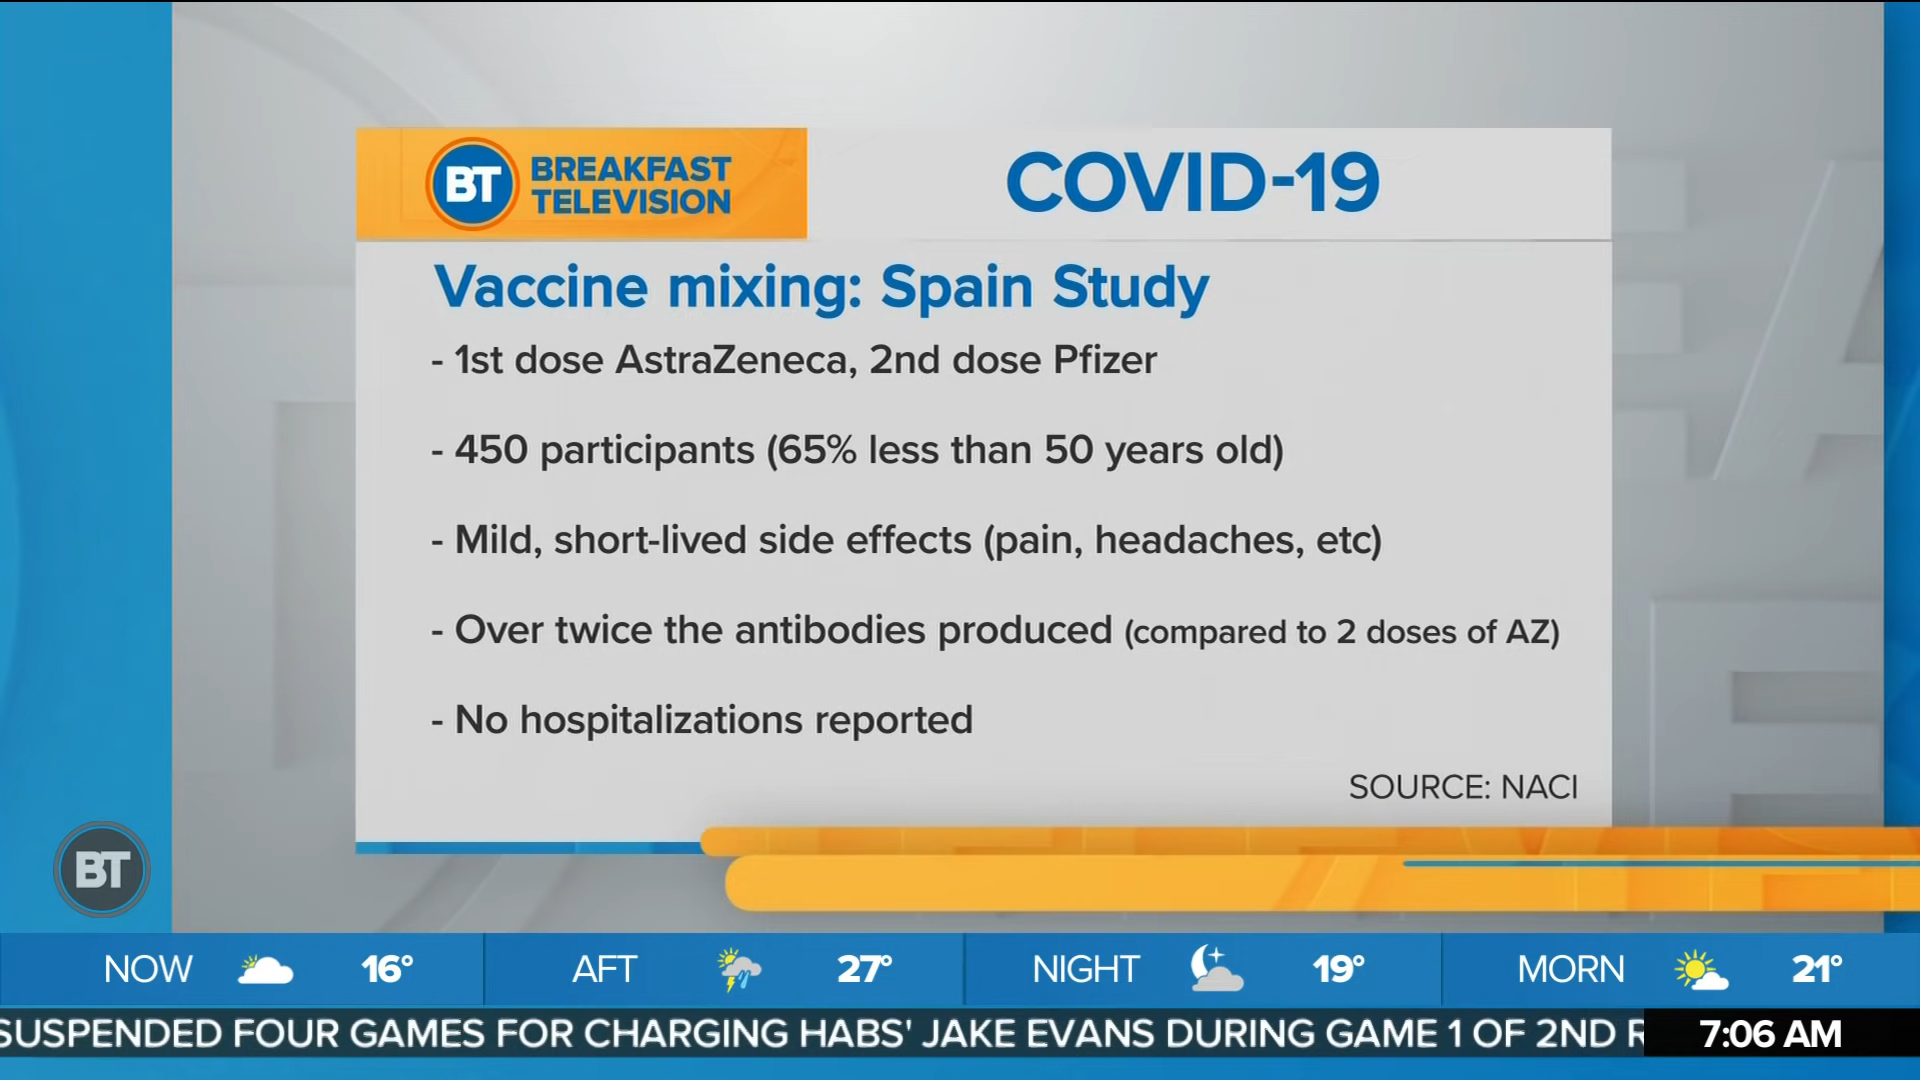 BT BREAKFAST
TELEVISION
COVID-19
Vaccine mixing: Spain Study
- 1st dose AstraZeneca, 2nd dose Pfizer
- 450 participants (65% less than 50 years old)
- Mild, short-lived side effects (pain, headaches, etc)
- Over twice the antibodies produced (compared to 2 doses of AZ)
- No hospitalizations reported
SOURCE: NACI
BT
NOW 16° AFT 27° NIGHT 19° MORN 21°
SUSPENDED FOUR GAMES FOR CHARGING HABS' JAKE EVANS DURING GAME 1 OF 2ND R
7:06 AM